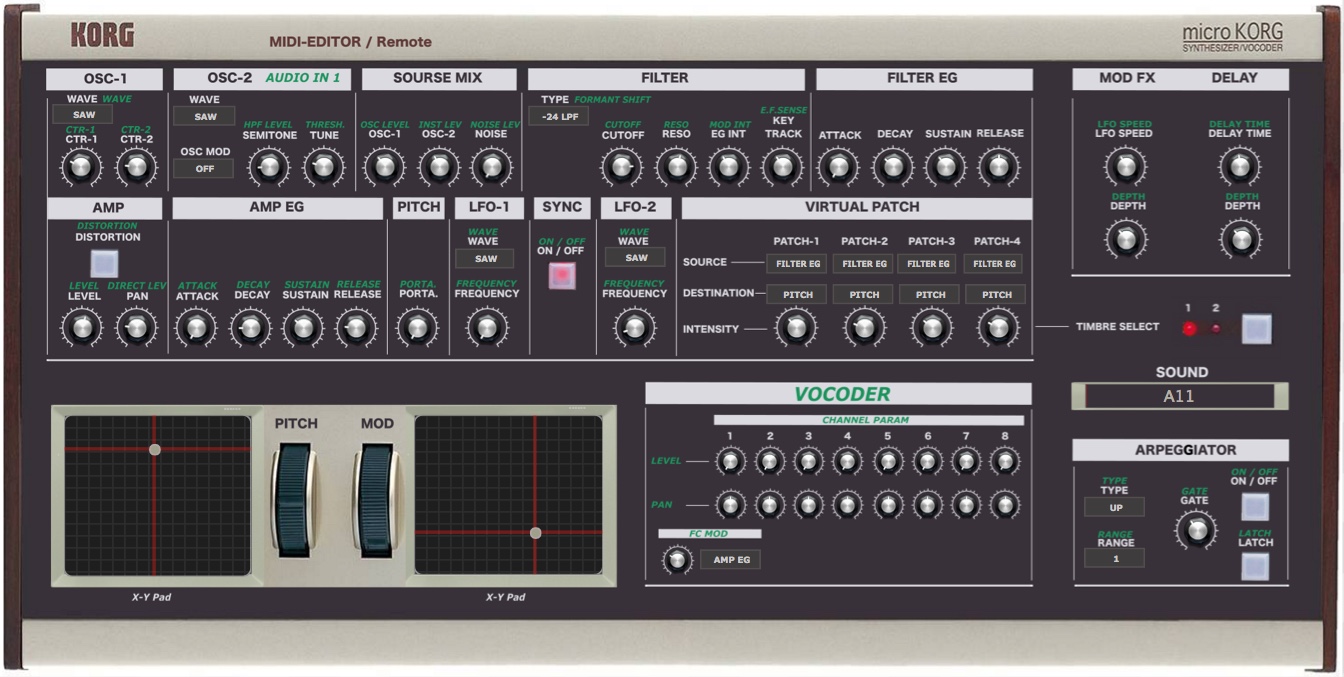 KORG
MIDI-EDITOR / Remote
micro KORG
SYNTHESIZER/VOCODER
OSC-1
WAVE WAVE
SAW
CTR-1 CTR-2
CTR-1 CTR-2
OSC-2 AUDIO IN 1
WAVE
SAW
HPF LEVEL THRESH.
SEMITONE TUNE
OSC MOD
OFF
SOURSE MIX
OSC LEVEL INST LEV NOISE LEV
OSC-1 OSC-2 NOISE
FILTER
TYPE FORMANT SHIFT
-24 LPF
CUTOFF RESO MOD INT E.F.SENSE
CUTOFF RESO EG INT KEY TRACK
FILTER EG
ATTACK DECAY SUSTAIN RELEASE
MOD FX DELAY
LFO SPEED DELAY TIME
LFO SPEED DELAY TIME
DEPTH DEPTH
DEPTH DEPTH
AMP
DISTORTION
DISTORTION
LEVEL DIRECT LEV
LEVEL PAN
AMP EG
ATTACK DECAY SUSTAIN RELEASE
ATTACK DECAY SUSTAIN RELEASE
PITCH
PORTA.
PORTA.
LFO-1
WAVE
WAVE
SAW
FREQUENCY
FREQUENCY
SYNC
ON / OFF
ON / OFF
LFO-2
WAVE
WAVE
SAW
FREQUENCY
FREQUENCY
VIRTUAL PATCH
PATCH-1 PATCH-2 PATCH-3 PATCH-4
SOURCE FILTER EG FILTER EG FILTER EG FILTER EG
DESTINATION PITCH PITCH PITCH PITCH
INTENSITY
1 2
TIMBRE SELECT
SOUND
A11
PITCH MOD
X-Y Pad X-Y Pad
VOCODER
CHANNEL PARAM
1 2 3 4 5 6 7 8
LEVEL
PAN
FC MOD
AMP EG
ARPEGGIATOR
TYPE
TYPE
UP
RANGE
RANGE
1
GATE
GATE
ON / OFF
ON / OFF
LATCH
LATCH